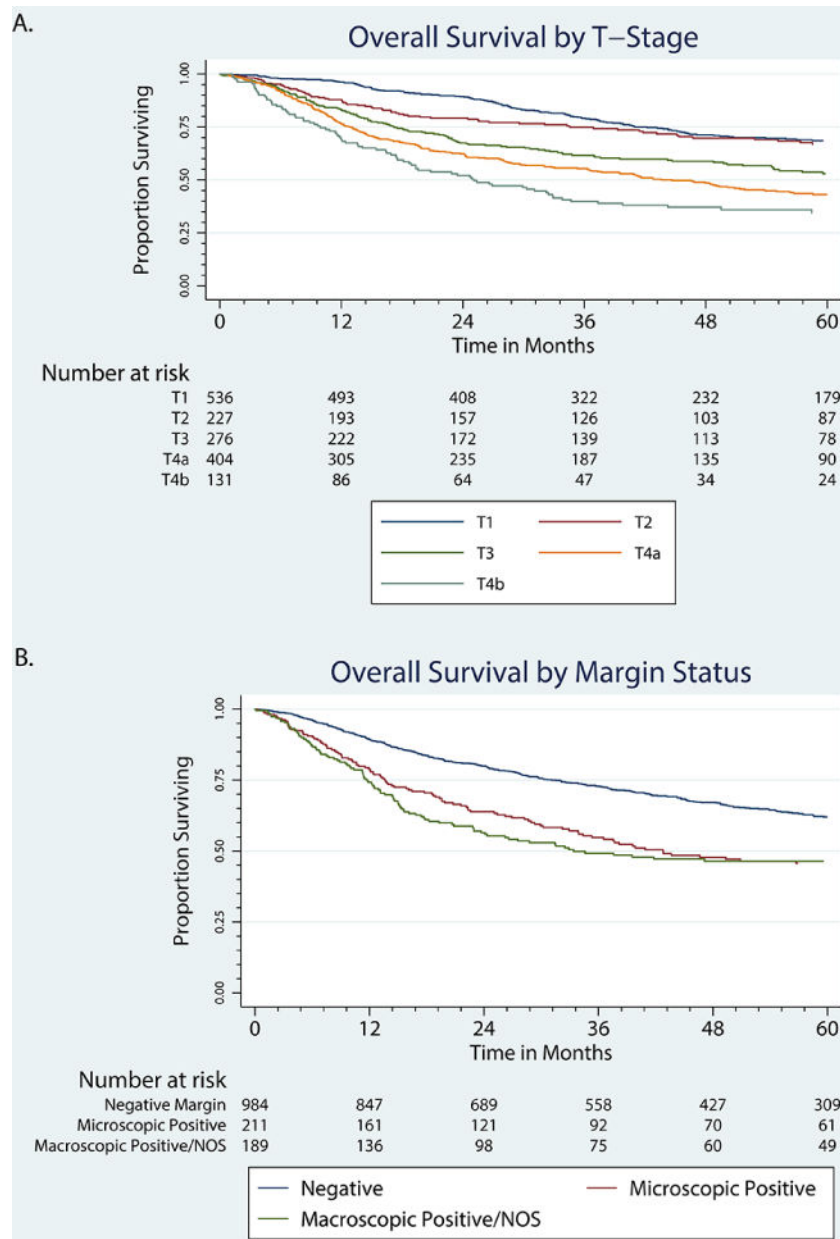 A.
Overall Survival by T–Stage
Proportion Surviving
1.00
0.75
0.50
0.25
0.00
0 12 24 36 48 60
Time in Months
Number at risk
T1 536 493 408 322 232 179
T2 227 193 157 126 103 87
T3 276 222 172 139 113 78
T4a 404 305 235 187 135 90
T4b 131 86 64 47 34 24
T1 T2
T3 T4a
T4b
B.
Overall Survival by Margin Status
Proportion Surviving
1.00
0.75
0.50
0.25
0.00
0 12 24 36 48 60
Time in Months
Number at risk
Negative Margin 984 847 689 558 427 309
Microscopic Positive 211 161 121 92 70 61
Macroscopic Positive/NOS 189 136 98 75 60 49
Negative Microscopic Positive
Macroscopic Positive/NOS